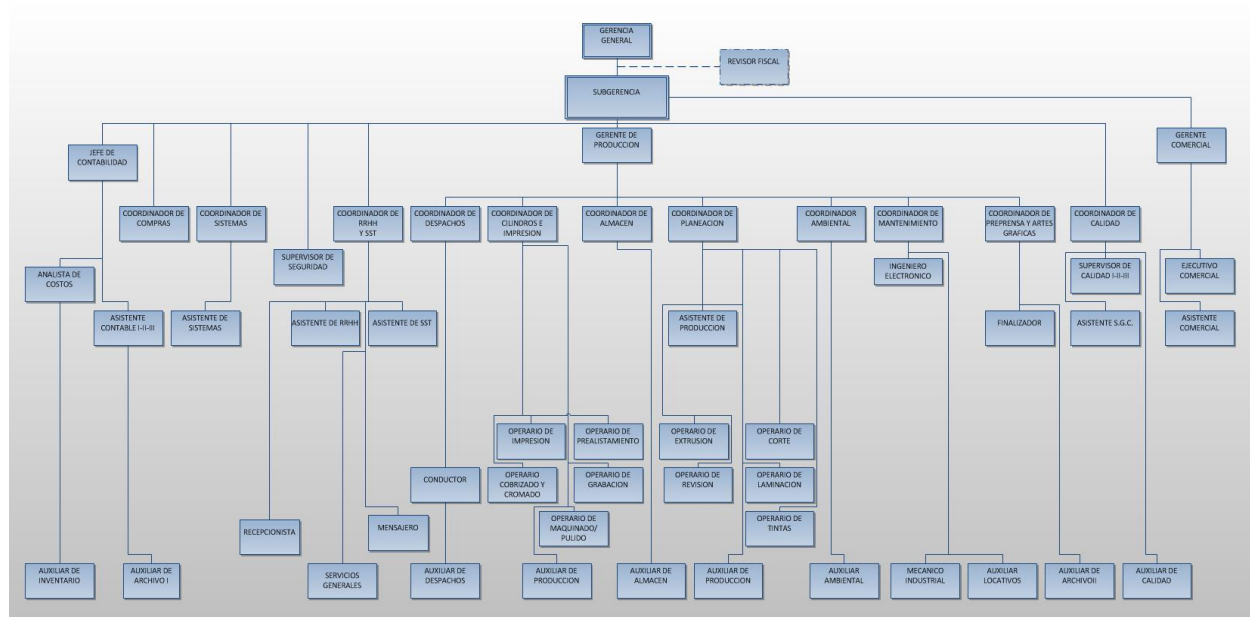 GERENCIA
GENERAL
REVISOR FISCAL
SUBGERENCIA
JEFE DE
CONTABILIDAD
GERENTE DE
PRODUCCION
GERENTE
COMERCIAL
COORDINADOR DE
COMPRAS
COORDINADOR DE
SISTEMAS
COORDINADOR DE
RRHH
Y SST
COORDINADOR DE
DESPACHOS
COORDINADOR DE
CILINDROS E
IMPRESION
COORDINADOR DE
ALMACEN
COORDINADOR DE
PLANEACION
COORDINADOR
AMBIENTAL
COORDINADOR DE
MANTENIMIENTO
COORDINADOR DE
PREPRENSA Y ARTES
GRAFICAS
COORDINADOR DE
CALIDAD
SUPERVISOR DE
SEGURIDAD
ANALISTA DE
COSTOS
INGENIERO
ELECTRONICO
SUPERVISOR DE
CALIDAD I-II-III
EJECUTIVO
COMERCIAL
ASISTENTE
CONTABLE I-II-III
ASISTENTE DE
SISTEMAS
ASISTENTE DE RRHH
ASISTENTE DE SST
ASISTENTE DE
PRODUCCION
FINALIZADOR
ASISTENTE S.G.C.
ASISTENTE
COMERCIAL
OPERARIO DE
IMPRESION
OPERARIO DE
PREALISTAMIENTO
OPERARIO DE
EXTRUSION
OPERARIO DE
CORTE
CONDUCTOR
OPERARIO
COBRIZADO Y
CROMADO
OPERARIO DE
GRABACION
OPERARIO DE
REVISION
OPERARIO DE
LAMINACION
RECEPCIONISTA
MENSAJERO
OPERARIO DE
MAQUINADO/
PULIDO
OPERARIO DE
TINTAS
AUXILIAR DE
INVENTARIO
AUXILIAR DE
ARCHIVO I
SERVICIOS
GENERALES
AUXILIAR DE
DESPACHOS
AUXILIAR DE
PRODUCCION
AUXILIAR DE
ALMACEN
AUXILIAR DE
PRODUCCION
AUXILIAR
AMBIENTAL
MECANICO
INDUSTRIAL
AUXILIAR
LOCATIVOS
AUXILIAR DE
ARCHIVOII
AUXILIAR DE
CALIDAD